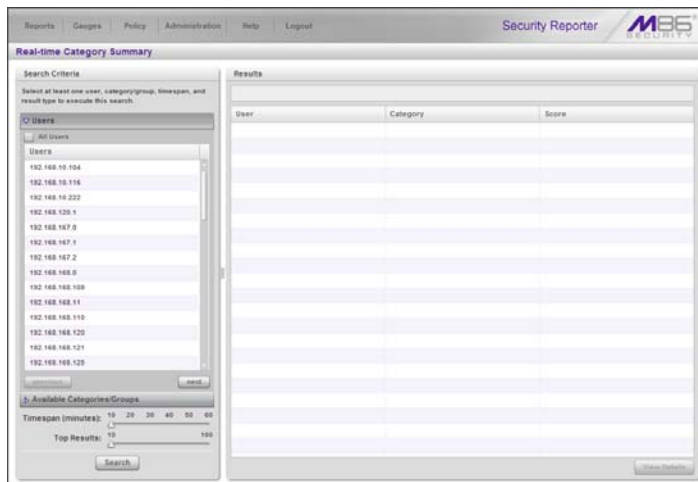 Reports Gauges Policy Administration Help Logout
Security Reporter
M86
SECURITY
Real-time Category Summary
Search Criteria
Select at least one user, category/group, timespan, and
result type to execute this search.
Users
All Users
Users
192.168.10.104
192.168.10.116
192.168.10.222
192.168.120.1
192.168.167.0
192.168.167.1
192.168.167.2
192.168.168.0
192.168.168.109
192.168.168.11
192.168.168.110
192.168.168.120
192.168.168.121
192.168.168.125
previous next
Available Categories/Groups
Timespan (minutes): 10 20 30 40 50 60
Top Results: 10 100
Search
Results
User Category Score
View Details